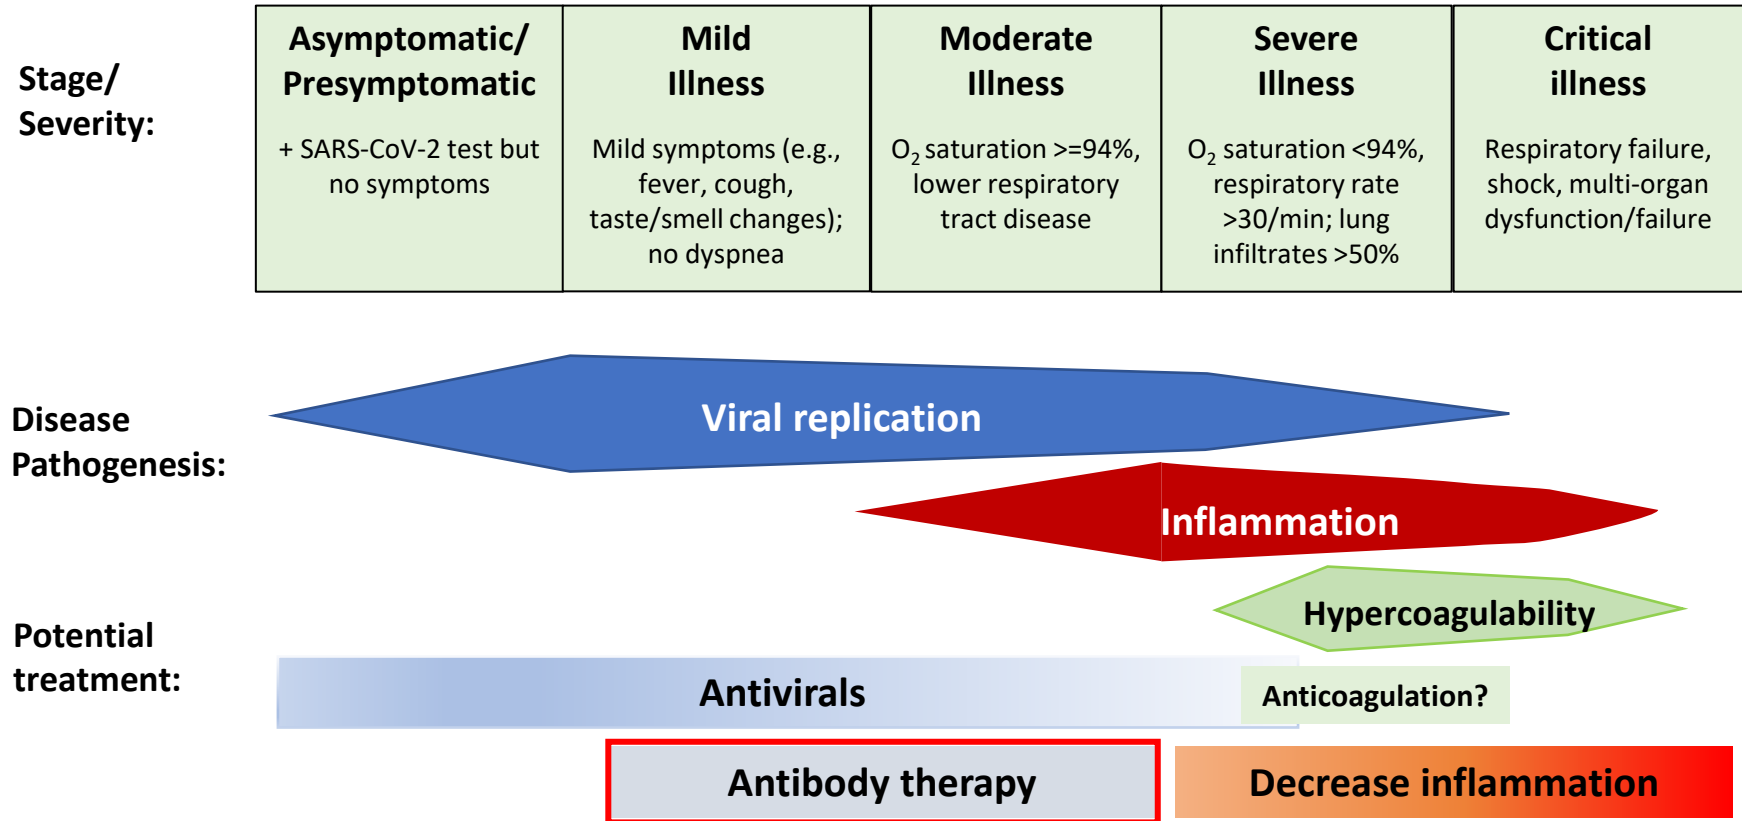 Stage/
Severity:
Asymptomatic/
Presymptomatic
+ SARS-CoV-2 test but
no symptoms
Mild
Illness
Mild symptoms (e.g.,
fever, cough,
taste/smell changes);
no dyspnea
Moderate
Illness
O₂ saturation >=94%,
lower respiratory
tract disease
Severe
Illness
O₂ saturation <94%,
respiratory rate
>30/min; lung
infiltrates >50%
Critical
illness
Respiratory failure,
shock, multi-organ
dysfunction/failure
Disease
Pathogenesis:
Viral replication
Inflammation
Hypercoagulability
Potential
treatment:
Antivirals
Anticoagulation?
Antibody therapy
Decrease inflammation